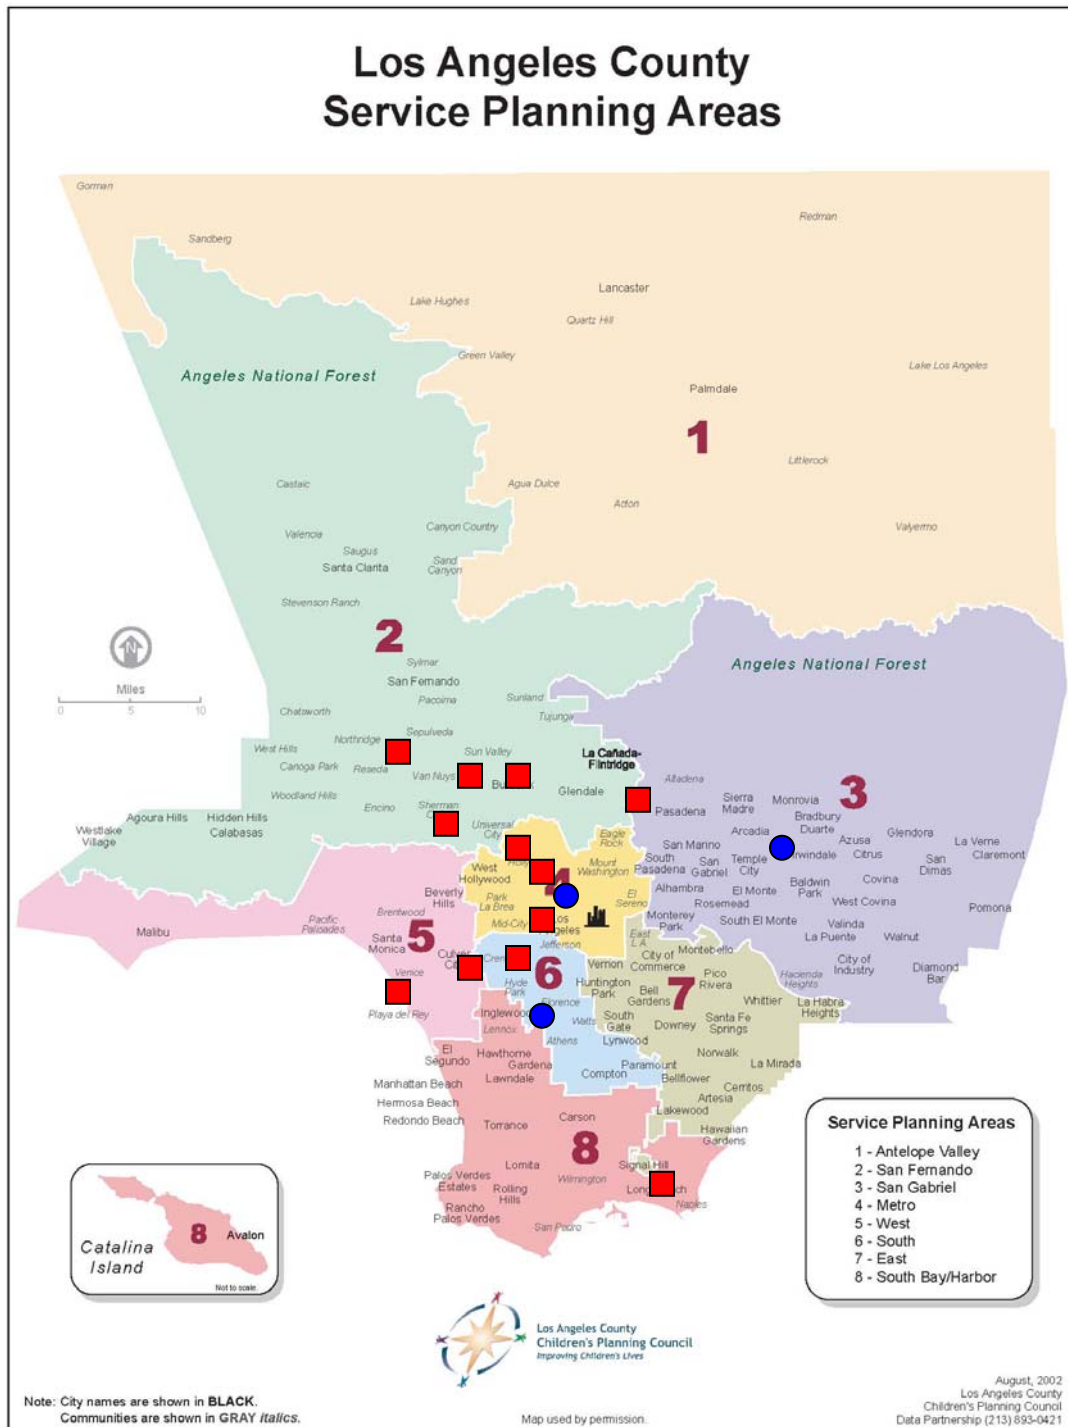 Los Angeles County
Service Planning Areas
Gorman
Redman
Sandberg
Lancaster
Lake Hughes
Quartz Hill
Green Valley
Lake Los Angeles
Angeles National Forest
Palmdale
1
Littlerock
Castaic
Agua Dulce
Acton
Canyon Country
Valyermo
Valencia
Saugus
Sand
Canyon
Santa Clarita
Stevenson Ranch
2
N
Sylmar
Angeles National Forest
San Fernando
Miles
0 5 10
Pacoima
Sunland
Chatsworth
Tujunga
Sepulveda
Northridge
West Hills
Sun Valley
La Cañada-
Flintridge
Canoga Park
Reseda
Van Nuys
Glendale
Altadena
3
Woodland Hills
Encino
Sherman
Pasadena
Sierra
Madre
Monrovia
Bradbury
Duarte
Agoura Hills
Hidden Hills
Calabasas
Westlake
Village
Universal
City
Eagle
Rock
Arcadia
Azusa
Glendora
La Verne
Claremont
San Marino
Irwindale
Citrus
South
Pasadena
San
Gabriel
Temple
City
San
Dimas
West
Hollywood
Mount
Washington
4
Alhambra
El Monte
Baldwin
Park
Covina
Beverly
Hills
Park
La Brea
El
Sereno
Rosemead
West Covina
Pomona
Brentwood
Pacific
Palisades
Mid-City
Los
Angeles
Monterey
Park
South El Monte
Valinda
La Puente
Walnut
Malibu
Santa
Monica
5
Culver
City
Jefferson
East
L.A.
Montebello
City of
Commerce
City of
Industry
Diamond
Bar
Venice
6
Vernon
Hyde
Park
Huntington
Park
Bell
Gardens
7
Pico
Rivera
Hacienda
Heights
Playa del Rey
Inglewood
Florence
Whittier
La Habra
Heights
Lennox
Watts
South
Gate
Downey
Santa Fe
Springs
El
Segundo
Hawthorne
Athens
Lynwood
Gardena
Lawndale
Norwalk
La Mirada
Manhattan Beach
Compton
Paramount
Bellflower
Cerritos
Hermosa Beach
Artesia
Redondo Beach
Torrance
Carson
Lakewood
Hawaiian
Gardens
8
Lomita
Signal Hill
Palos Verdes
Estates
Rolling
Hills
Wilmington
Long Beach
Rancho
Palos Verdes
San Pedro
Naples
Service Planning Areas
1 - Antelope Valley
2 - San Fernando
3 - San Gabriel
4 - Metro
5 - West
6 - South
7 - East
8 - South Bay/Harbor
8
Avalon
Catalina
Island
Not to scale.
Los Angeles County
Children's Planning Council
Improving Children's Lives
Note: City names are shown in BLACK.
Communities are shown in GRAY italics.
Map used by permission.
August, 2002
Los Angeles County
Children's Planning Council
Data Partnership (213) 893-0421